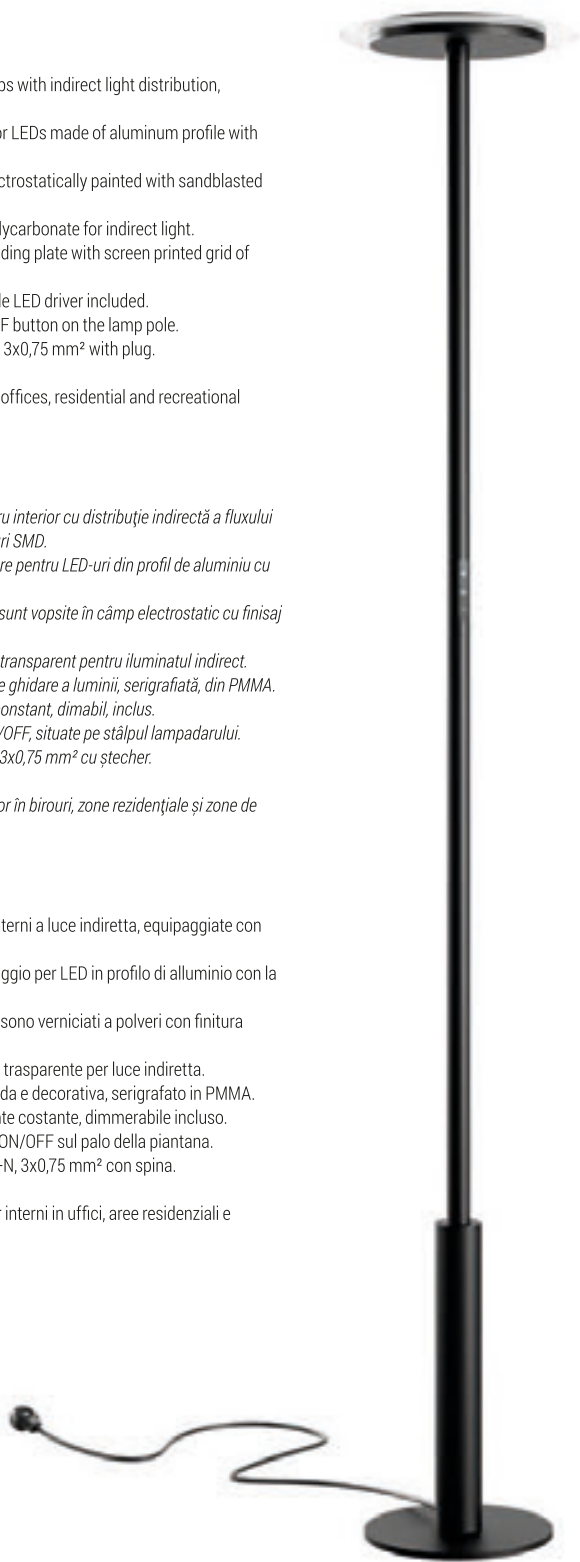 ps with indirect light distribution,
or LEDs made of aluminum profile with
ctrostatically painted with sandblasted
lycarbonate for indirect light.
ding plate with screen printed grid of
le LED driver included.
F button on the lamp pole.
3x0,75 mm² with plug.
offices, residential and recreational
ru interior cu distribuţie indirectă a fluxului
ri SMD.
re pentru LED-uri din profil de aluminiu cu
sunt vopsite în câmp electrostatic cu finisaj
transparent pentru iluminatul indirect.
e ghidare a luminii, serigrafiată, din PMMA.
onstant, dimabil, inclus.
/OFF, situate pe stâlpul lampadarului.
3x0,75 mm² cu ştecher.
or în birouri, zone rezidenţiale şi zone de
terni a luce indiretta, equipaggiate con
ggio per LED in profilo di alluminio con la
sono verniciati a polveri con finitura
trasparente per luce indiretta.
da e decorativa, serigrafato in PMMA.
te costante, dimmerabile incluso.
ON/OFF sul palo della piantana.
-N, 3x0,75 mm² con spina.
r interni in uffici, aree residenziali e